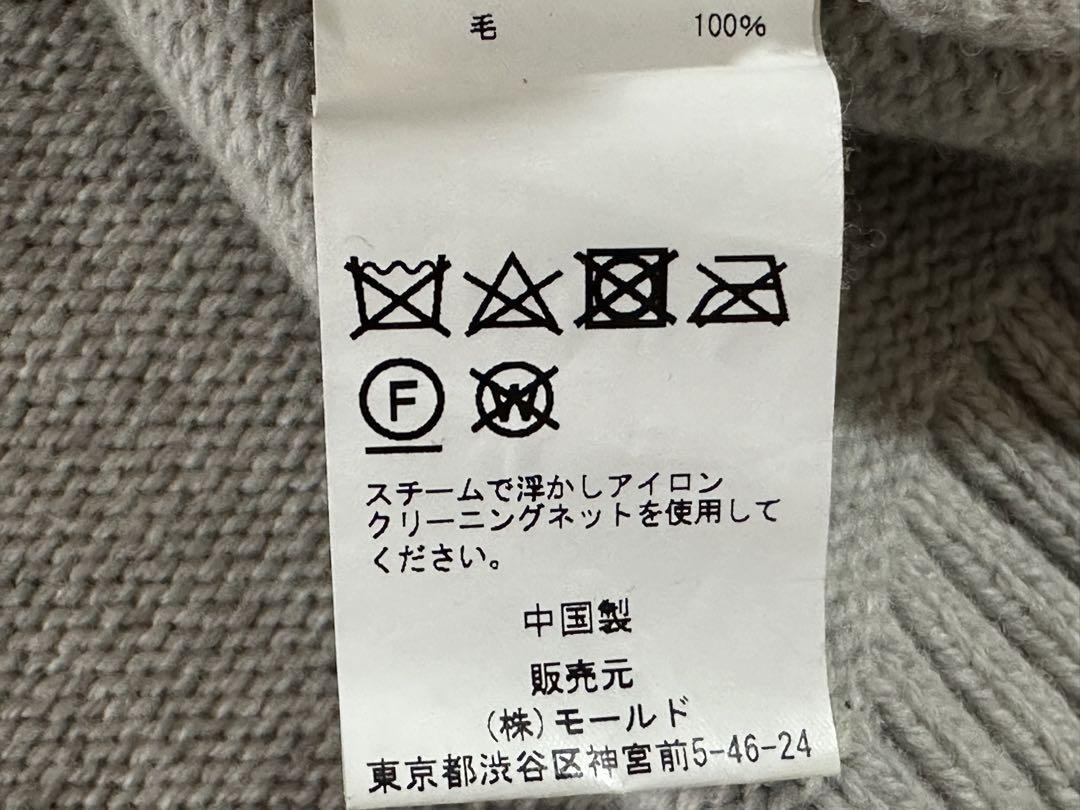 毛 100%
F W
スチームで浮かしアイロン
クリーニングネットを使用して
ください。
中国製
販売元
(株)モールド
東京都渋谷区神宮前5-46-24